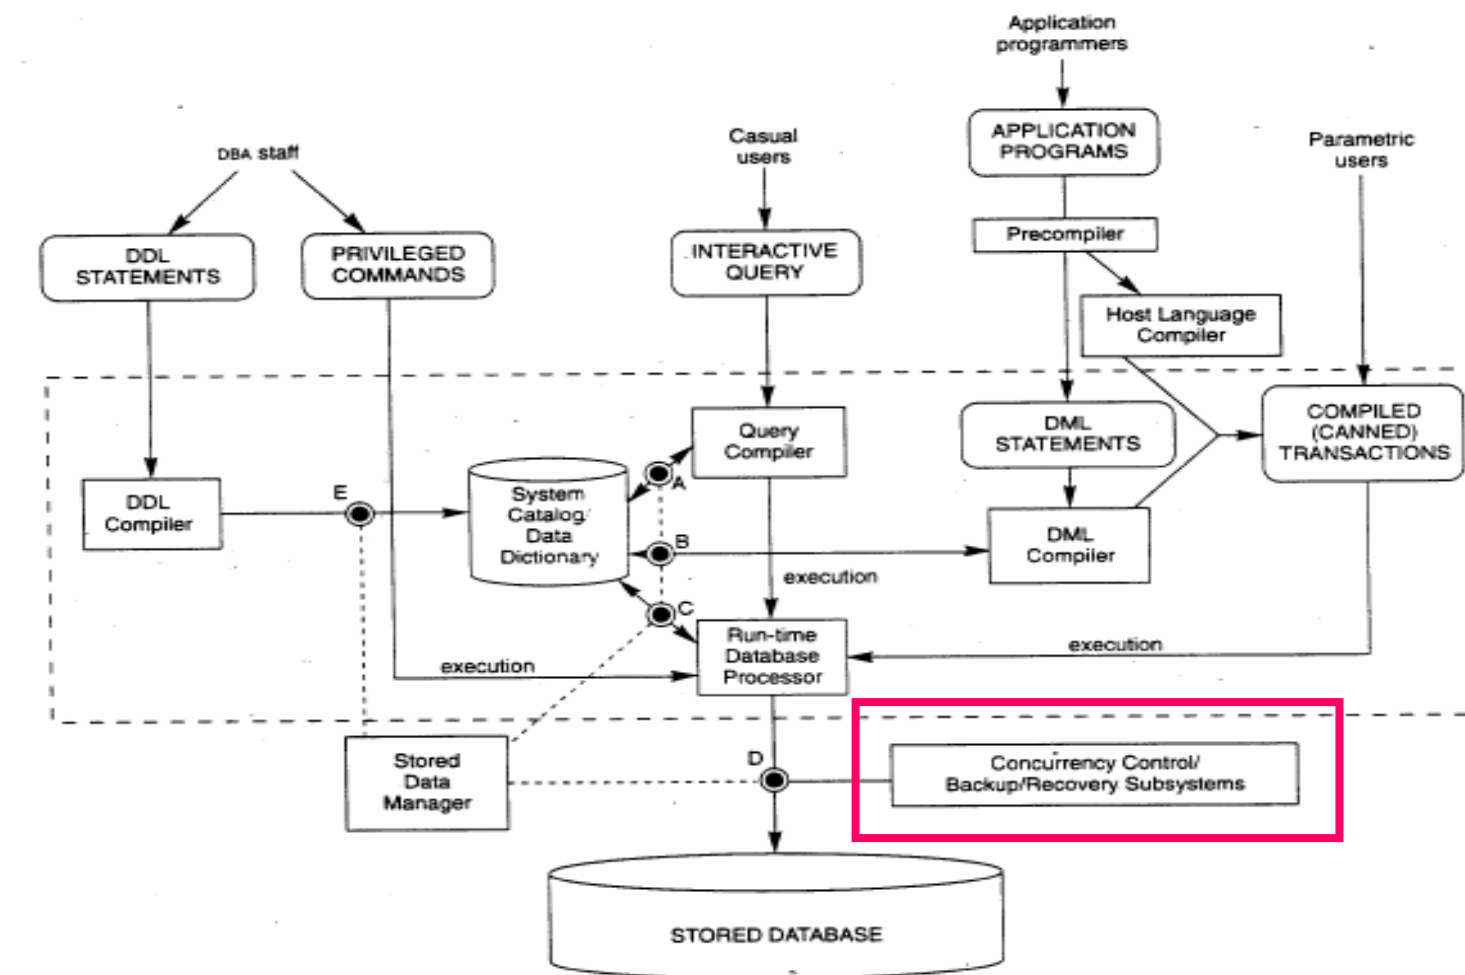 Application
programmers
DBA staff
Casual
users
APPLICATION
PROGRAMS
Parametric
users
DDL
STATEMENTS
PRIVILEGED
COMMANDS
INTERACTIVE
QUERY
Precompiler
Host Language
Compiler
DDL
Compiler
E
System
Catalog/
Data
Dictionary
Query
Compiler
A
B
C
DML
STATEMENTS
COMPILED
(CANNED)
TRANSACTIONS
DML
Compiler
execution
execution
Run-time
Database
Processor
execution
Stored
Data
Manager
D
Concurrency Control/
Backup/Recovery Subsystems
STORED DATABASE